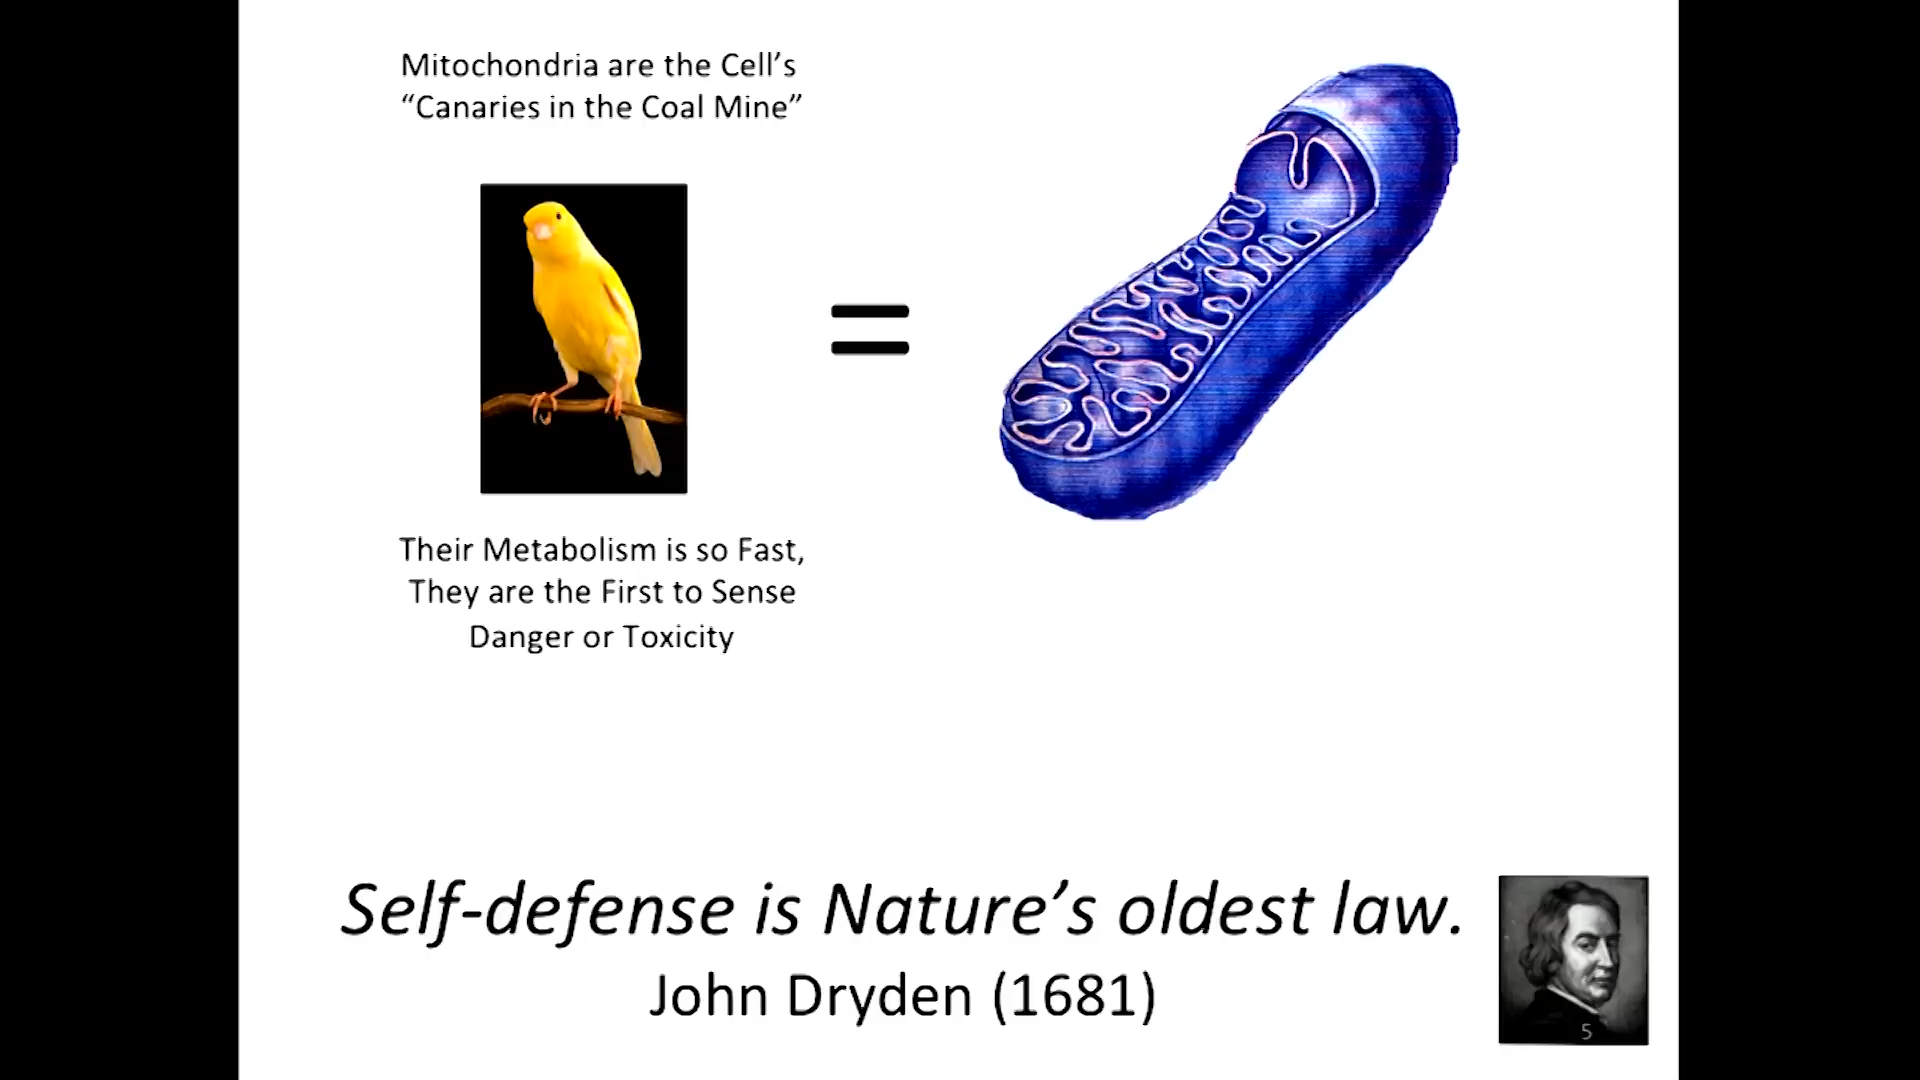 Mitochondria are the Cell’s
“Canaries in the Coal Mine”
=
Their Metabolism is so Fast,
They are the First to Sense
Danger or Toxicity
Self-defense is Nature’s oldest law.
John Dryden (1681)
5